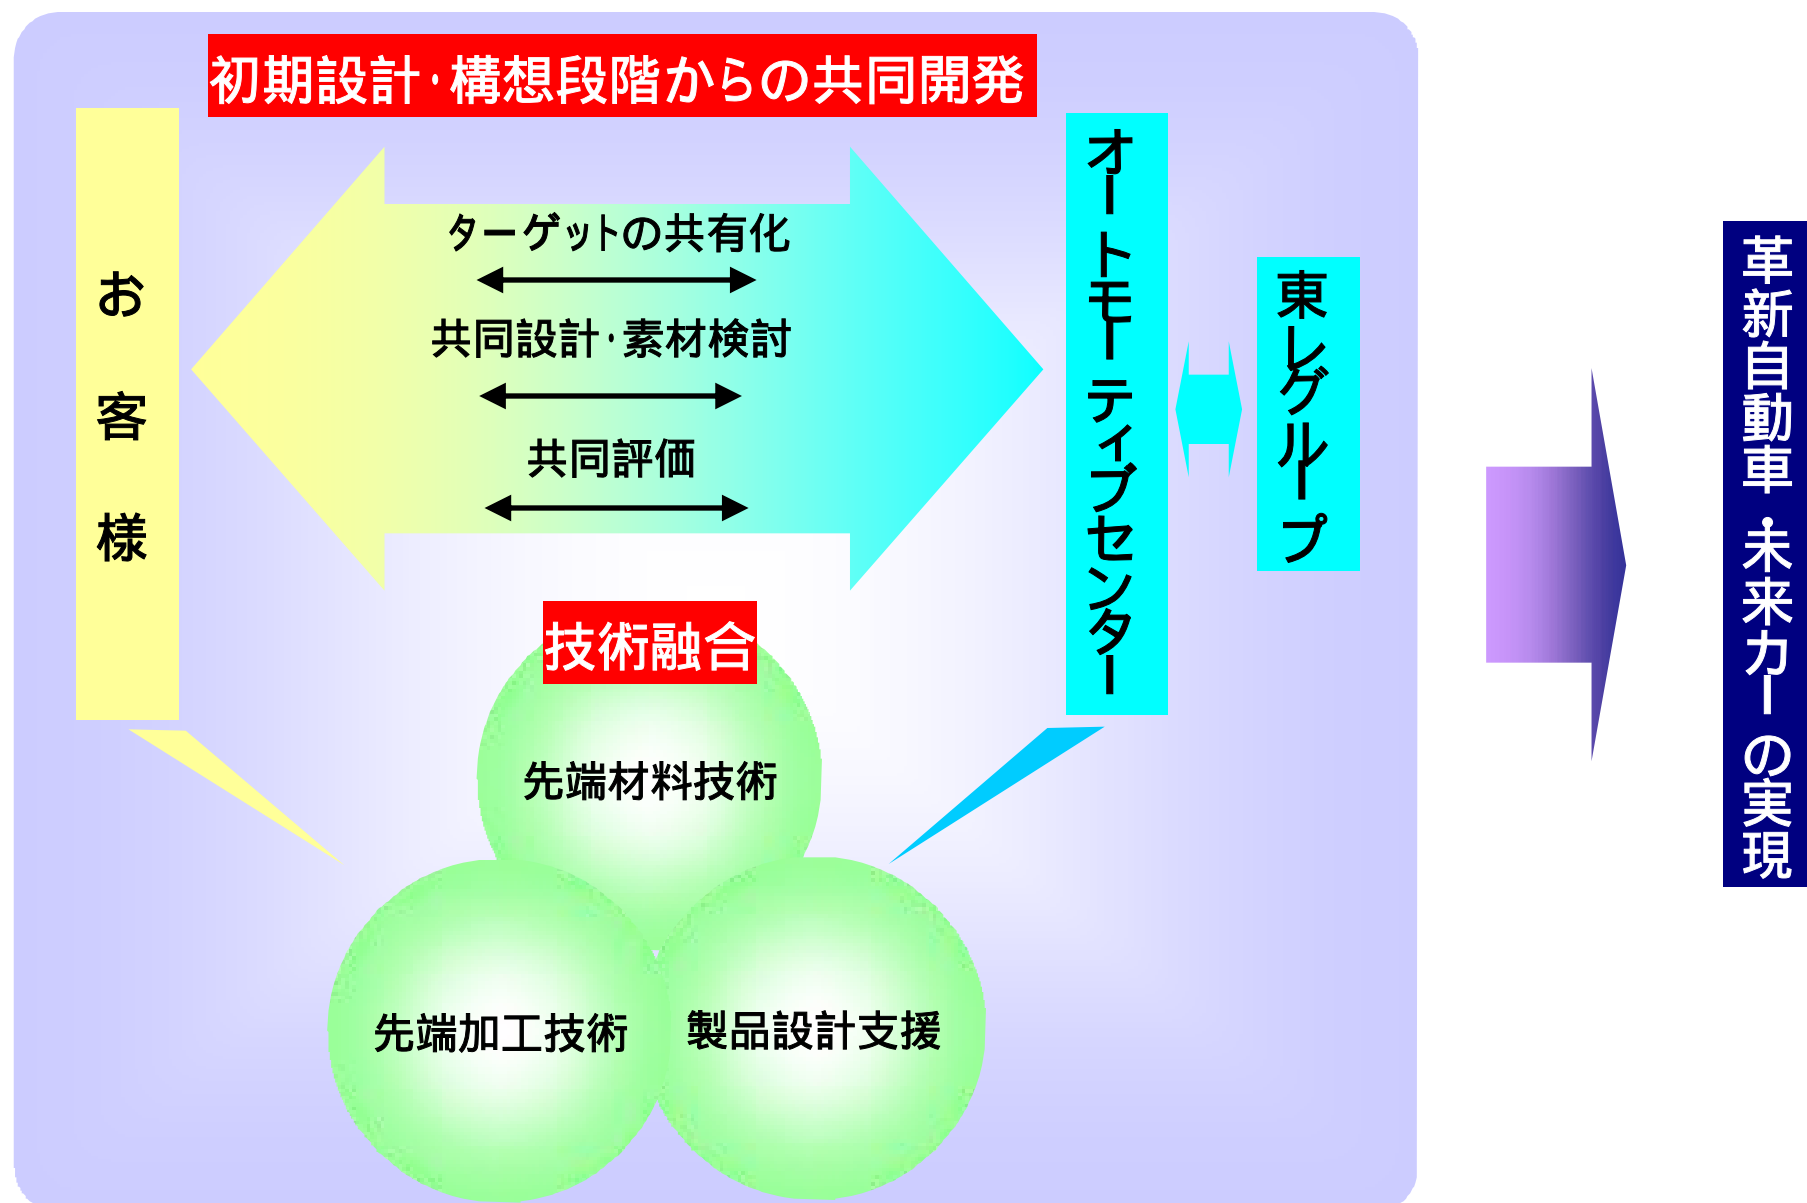 初期設計・構想段階からの共同開発
お客様
ターゲットの共有化
共同設計・素材検討
共同評価
オートモーティブセンター
東レグループ
技術融合
先端材料技術
先端加工技術
製品設計支援
革新自動車・未来カーの実現